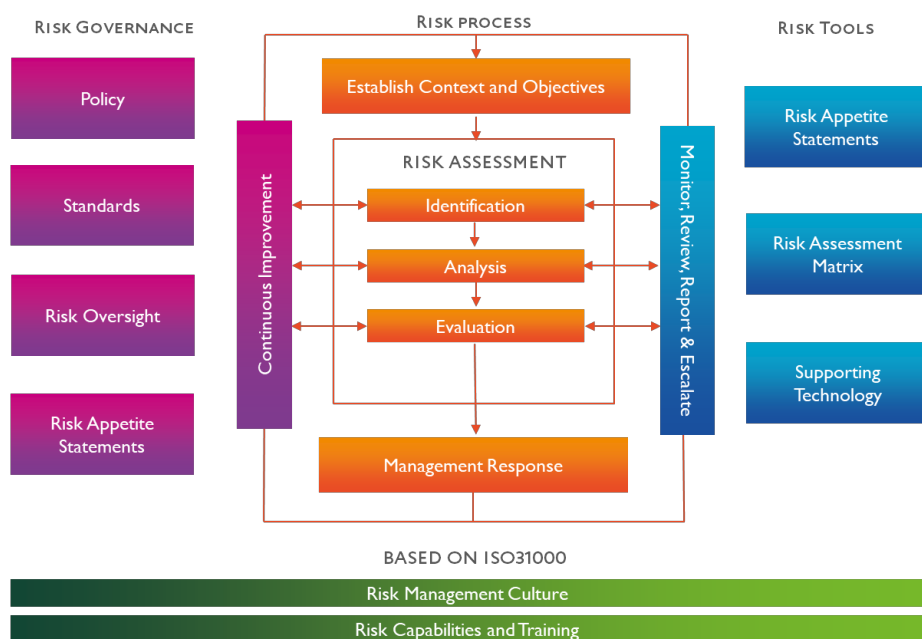 RISK GOVERNANCE
Policy
Standards
Risk Oversight
Risk Appetite
Statements
RISK PROCESS
Establish Context and Objectives
Continuous Improvement
RISK ASSESSMENT
Identification
Analysis
Evaluation
Monitor, Review, Report & Escalate
Management Response
RISK TOOLS
Risk Appetite
Statements
Risk Assessment
Matrix
Supporting
Technology
BASED ON ISO31000
Risk Management Culture
Risk Capabilities and Training